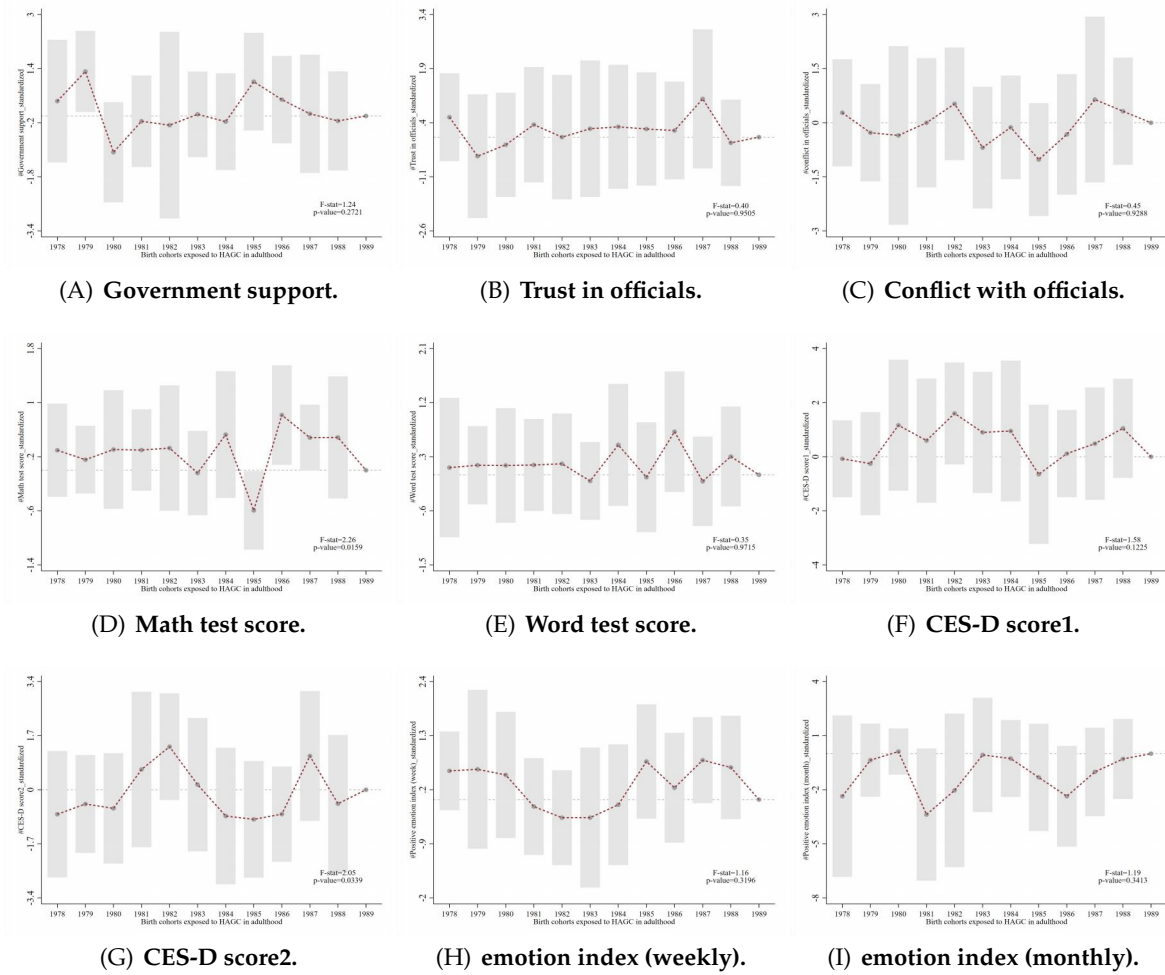 #Government support_standardized
3
1.4
-.2
-1.8
-3.4
F-stat=1.24
p-value=0.2721
1978 1979 1980 1981 1982 1983 1984 1985 1986 1987 1988 1989
Birth cohorts exposed to HAGC in adulthood
(A) Government support.
#Trust in officials_standardized
3.4
1.9
.4
-1.1
-2.6
F-stat=0.40
p-value=0.9505
1978 1979 1980 1981 1982 1983 1984 1985 1986 1987 1988 1989
Birth cohorts exposed to HAGC in adulthood
(B) Trust in officials.
#conflict in officials_standardized
3
1.5
0
-1.5
-3
F-stat=0.45
p-value=0.9288
1978 1979 1980 1981 1982 1983 1984 1985 1986 1987 1988 1989
Birth cohorts exposed to HAGC in adulthood
(C) Conflict with officials.
#Math test score_standardized
1.8
1
.2
-.6
-1.4
F-stat=2.26
p-value=0.0159
1978 1979 1980 1981 1982 1983 1984 1985 1986 1987 1988 1989
Birth cohorts exposed to HAGC in adulthood
(D) Math test score.
#Word test score_standardized
2.1
1.2
.3
-.6
-1.5
F-stat=0.35
p-value=0.9715
1978 1979 1980 1981 1982 1983 1984 1985 1986 1987 1988 1989
Birth cohorts exposed to HAGC in adulthood
(E) Word test score.
#CES-D score1_standardized
4
2
0
-2
-4
F-stat=1.58
p-value=0.1225
1978 1979 1980 1981 1982 1983 1984 1985 1986 1987 1988 1989
Birth cohorts exposed to HAGC in adulthood
(F) CES-D score1.
#CES-D score2_standardized
3.4
1.7
0
-1.7
-3.4
F-stat=2.05
p-value=0.0339
1978 1979 1980 1981 1982 1983 1984 1985 1986 1987 1988 1989
Birth cohorts exposed to HAGC in adulthood
(G) CES-D score2.
#Positive emotion index (week)_standardized
2.4
1.3
.2
-.9
-2
F-stat=1.16
p-value=0.3196
1978 1979 1980 1981 1982 1983 1984 1985 1986 1987 1988 1989
Birth cohorts exposed to HAGC in adulthood
(H) emotion index (weekly).
#Positive emotion index (month)_standardized
4
1
-2
-5
-8
F-stat=1.19
p-value=0.3413
1978 1979 1980 1981 1982 1983 1984 1985 1986 1987 1988 1989
Birth cohorts exposed to HAGC in adulthood
(I) emotion index (monthly).